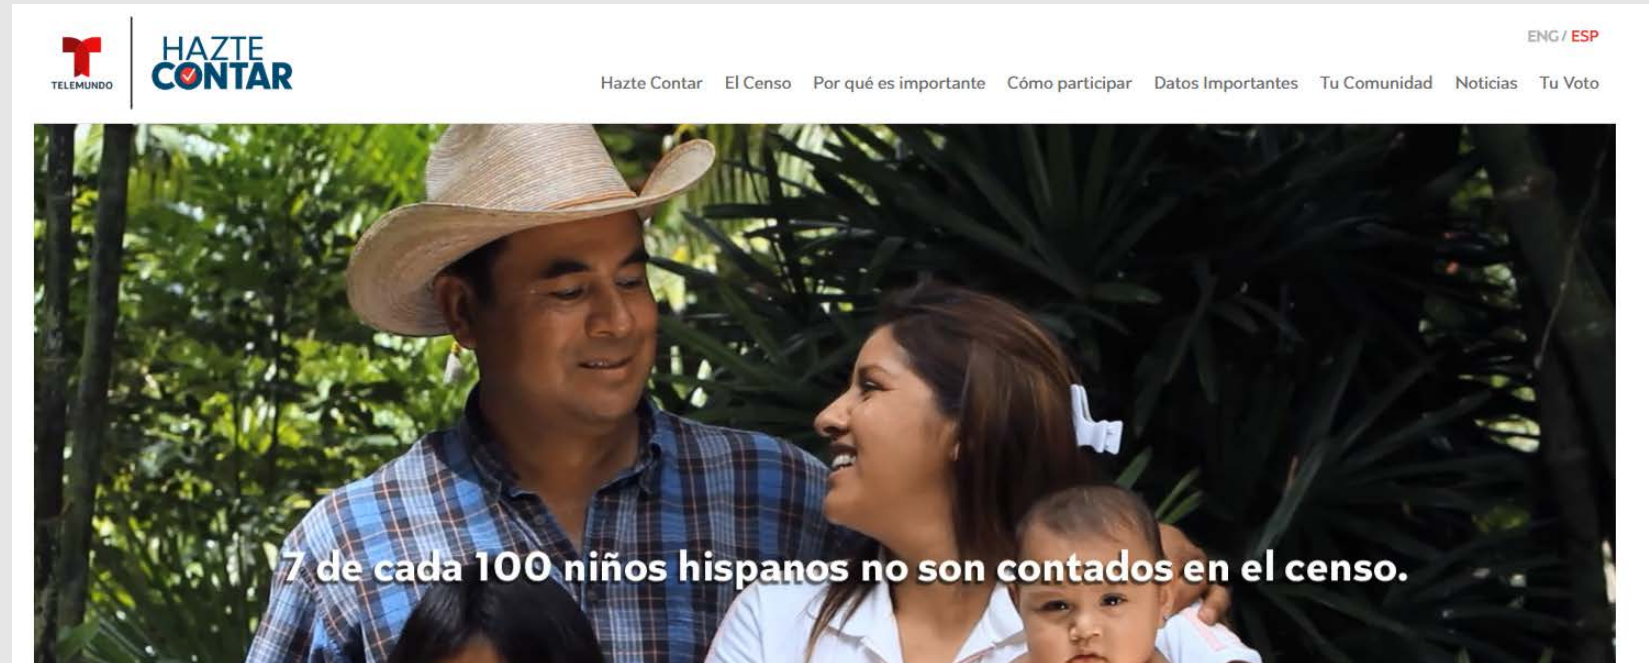 TELEMUNDO
HAZTE
CONTAR
ENG / ESP
Hazte Contar El Censo Por qué es importante Cómo participar Datos Importantes Tu Comunidad Noticias Tu Voto
7 de cada 100 niños hispanos no son contados en el censo.